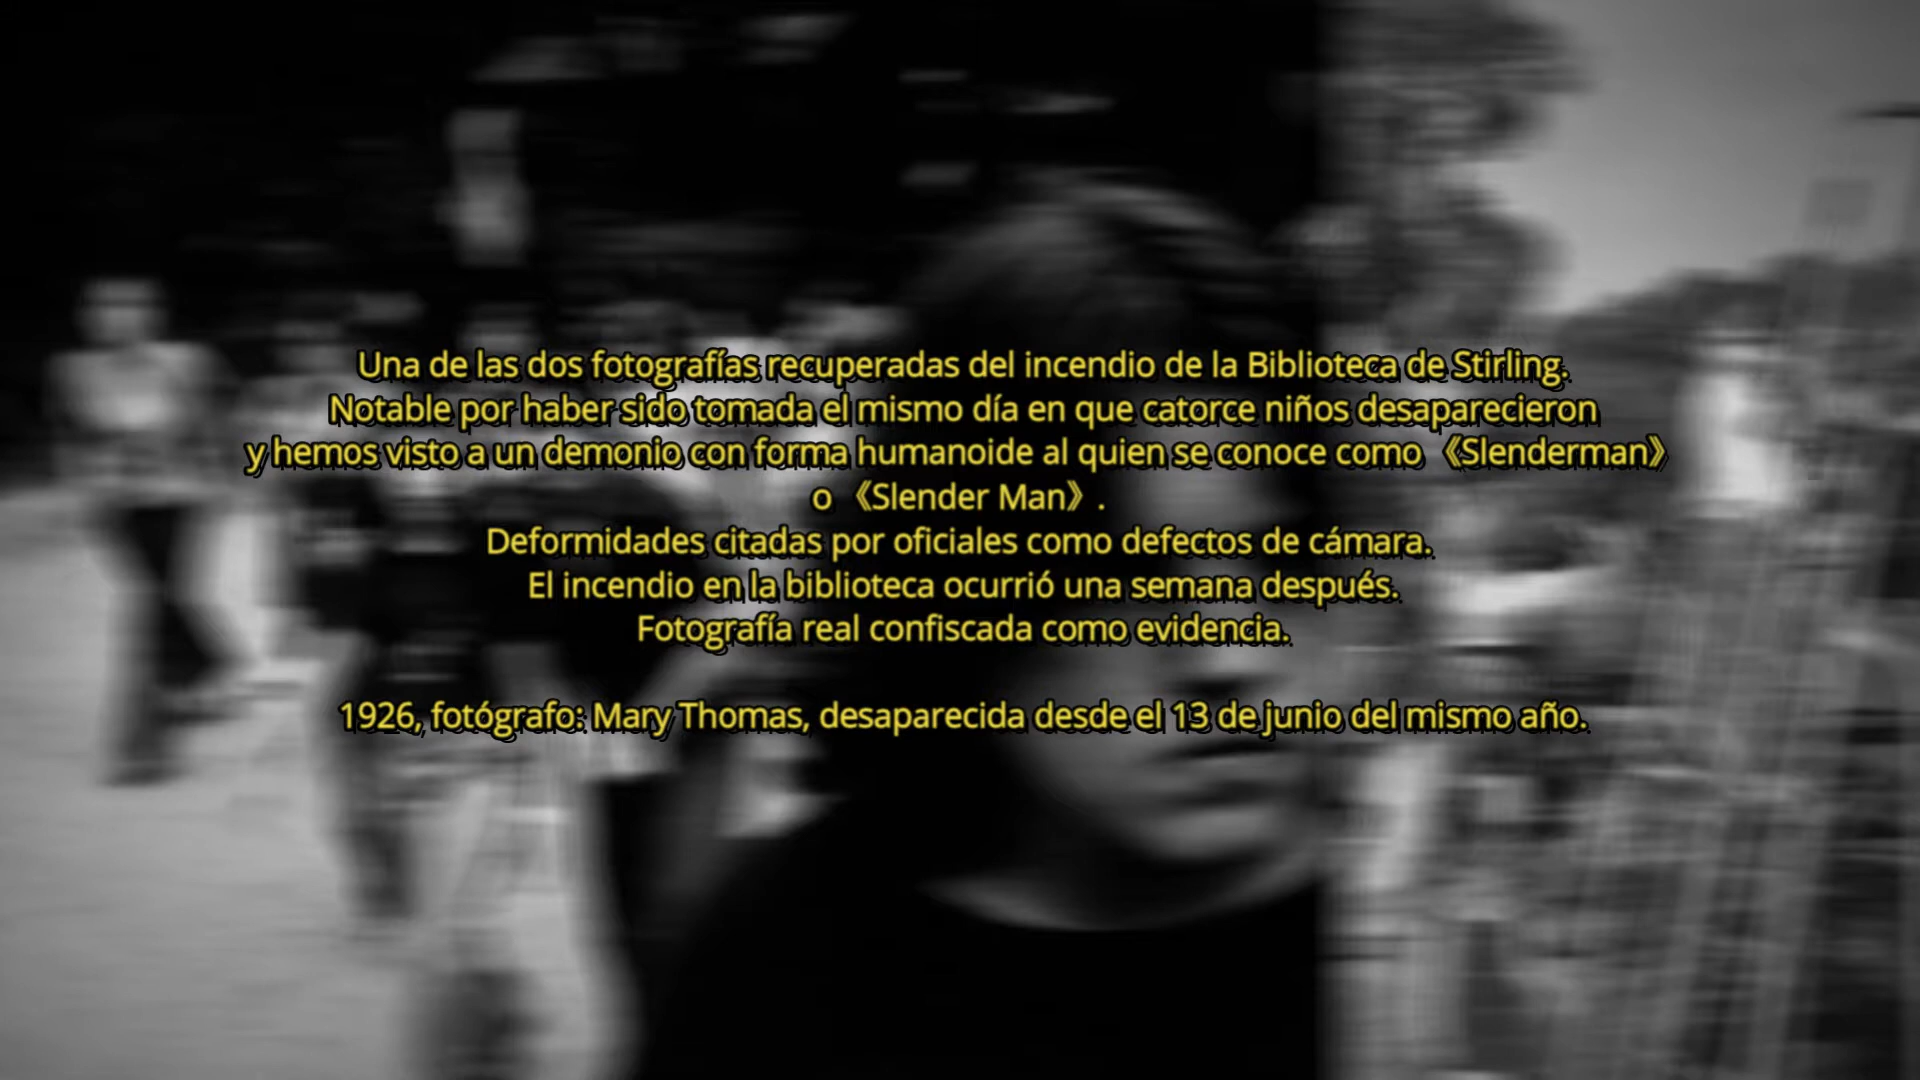 Una de las dos fotografías recuperadas del incendio de la Biblioteca de Stirling.
Notable por haber sido tomada el mismo día en que catorce niños desaparecieron
y hemos visto a un demonio con forma humanoide al quien se conoce como 《Slenderman》
o 《Slender Man》.
Deformidades citadas por oficiales como defectos de cámara.
El incendio en la biblioteca ocurrió una semana después.
Fotografía real confiscada como evidencia.
1926, fotógrafo: Mary Thomas, desaparecida desde el 13 de junio del mismo año.